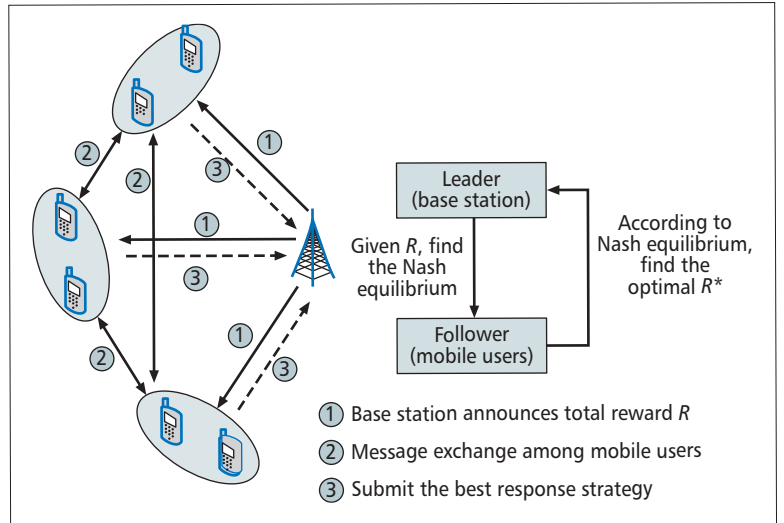 1
3
2
2
1
3
1
2
3
Leader
(base station)
Given R, find
the Nash
equilibrium
According to
Nash equilibrium,
find the
optimal R*
Follower
(mobile users)
1 Base station announces total reward R
2 Message exchange among mobile users
3 Submit the best response strategy